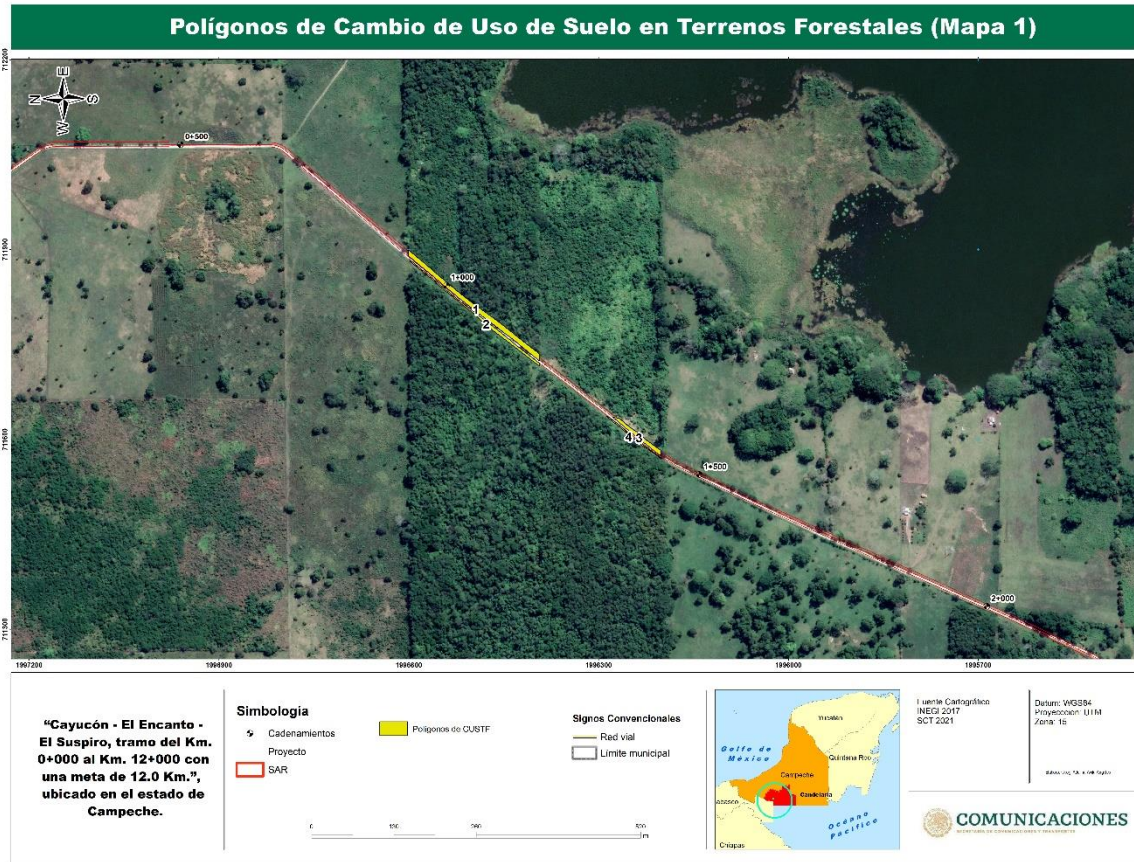 Polígonos de Cambio de Uso de Suelo en Terrenos Forestales (Mapa 1)
712200
E
N
S
W
0+500
711900
1+000
1
2
711600
4 3
1+500
2+000
711300
1997200
1996900
1996600
1996300
1996000
1995700
“Cayucón - El Encanto -
El Suspiro, tramo del Km.
0+000 al Km. 12+000 con
una meta de 12.0 Km.”,
ubicado en el estado de
Campeche.
Simbología
Cadenamientos
Proyecto
SAR
Polígonos de CUSTF
0
m
Signos Convencionales
Red vial
Límite municipal
Yucatán
Golfo de
México
Quintana Roo
Campeche
Candelaria
Océano
Pacífico
Chiapas
Fuente Cartográfico
INEGI 2017
SCT 2021
Datum: WGS84
Proyección: UTM
Zona: 15
COMUNICACIONES
SECRETARÍA DE COMUNICACIONES Y TRANSPORTES